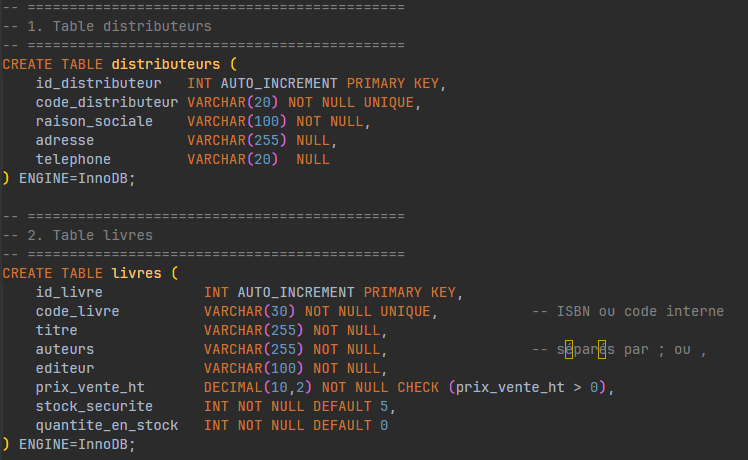 -- =============================================
-- 1. Table distributeurs
-- =============================================
CREATE TABLE distributeurs (
    id_distributeur   INT AUTO_INCREMENT PRIMARY KEY,
    code_distributeur VARCHAR(20) NOT NULL UNIQUE,
    raison_sociale    VARCHAR(100) NOT NULL,
    adresse           VARCHAR(255) NULL,
    telephone         VARCHAR(20)  NULL
) ENGINE=InnoDB;

-- =============================================
-- 2. Table livres
-- =============================================
CREATE TABLE livres (
    id_livre            INT AUTO_INCREMENT PRIMARY KEY,
    code_livre          VARCHAR(30) NOT NULL UNIQUE,           -- ISBN ou code interne
    titre               VARCHAR(255) NOT NULL,
    auteurs             VARCHAR(255) NOT NULL,                 -- séparés par ; ou ,
    editeur             VARCHAR(100) NOT NULL,
    prix_vente_ht       DECIMAL(10,2) NOT NULL CHECK (prix_vente_ht > 0),
    stock_securite      INT NOT NULL DEFAULT 5,
    quantite_en_stock   INT NOT NULL DEFAULT 0
) ENGINE=InnoDB;